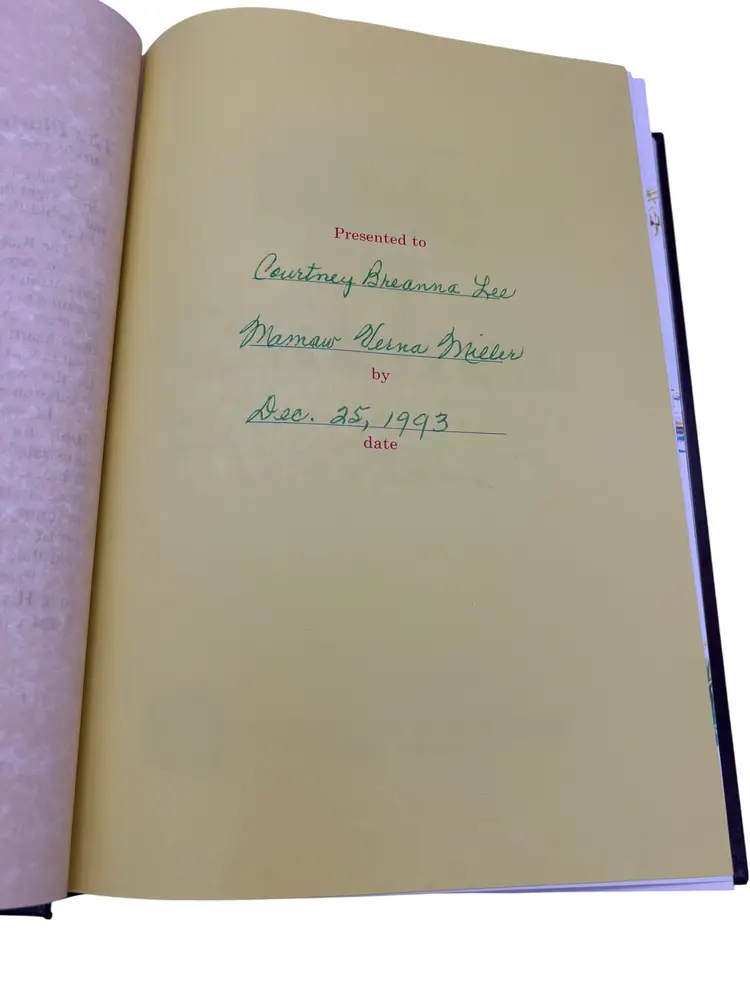 Presented to
Courtney Breanna Lee
Mamaw Verna Miller
by
Dec. 25, 1993
date